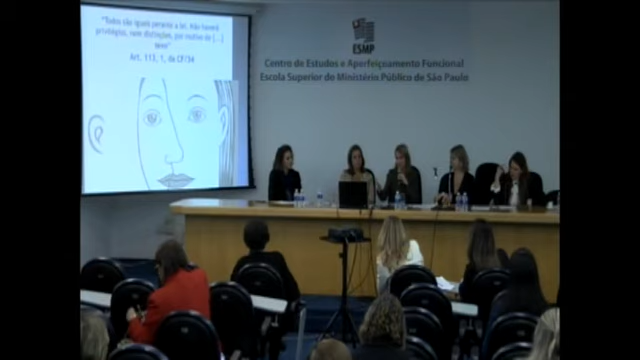 "Todos são iguais perante a lei. Não haverá
privilégios, nem distinções, por motivo de [...]
sexo"
Art. 113, 1, da CF/34
ESMP
Centro de Estudos e Aperfeiçoamento Funcional
Escola Superior do Ministério Público de São Paulo